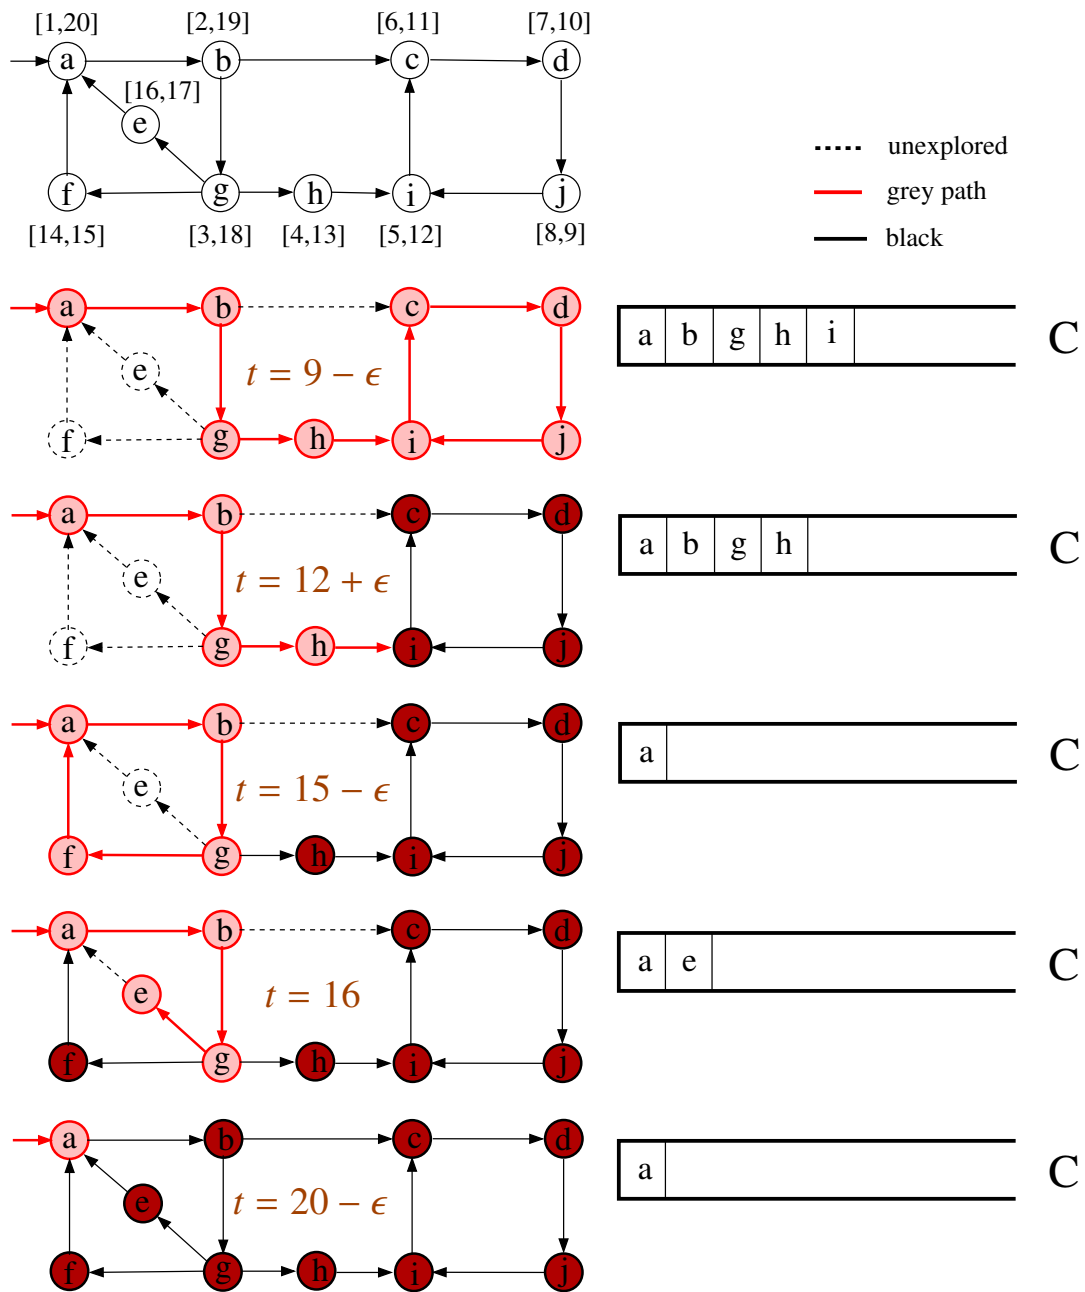 [1,20] [2,19] [6,11] [7,10]
a b c d
[16,17]
e
unexplored
f g h i j
grey path
[14,15] [3,18] [4,13] [5,12] [8,9]
black
a b c d
a b g h i C
e t = 9 − ϵ
f g h i j
a b c d
a b g h C
e t = 12 + ϵ
f g h i j
a b c d
a C
e t = 15 − ϵ
f g h i j
a b c d
a e C
e t = 16
f g h i j
a b c d
a C
e t = 20 − ϵ
f g h i j